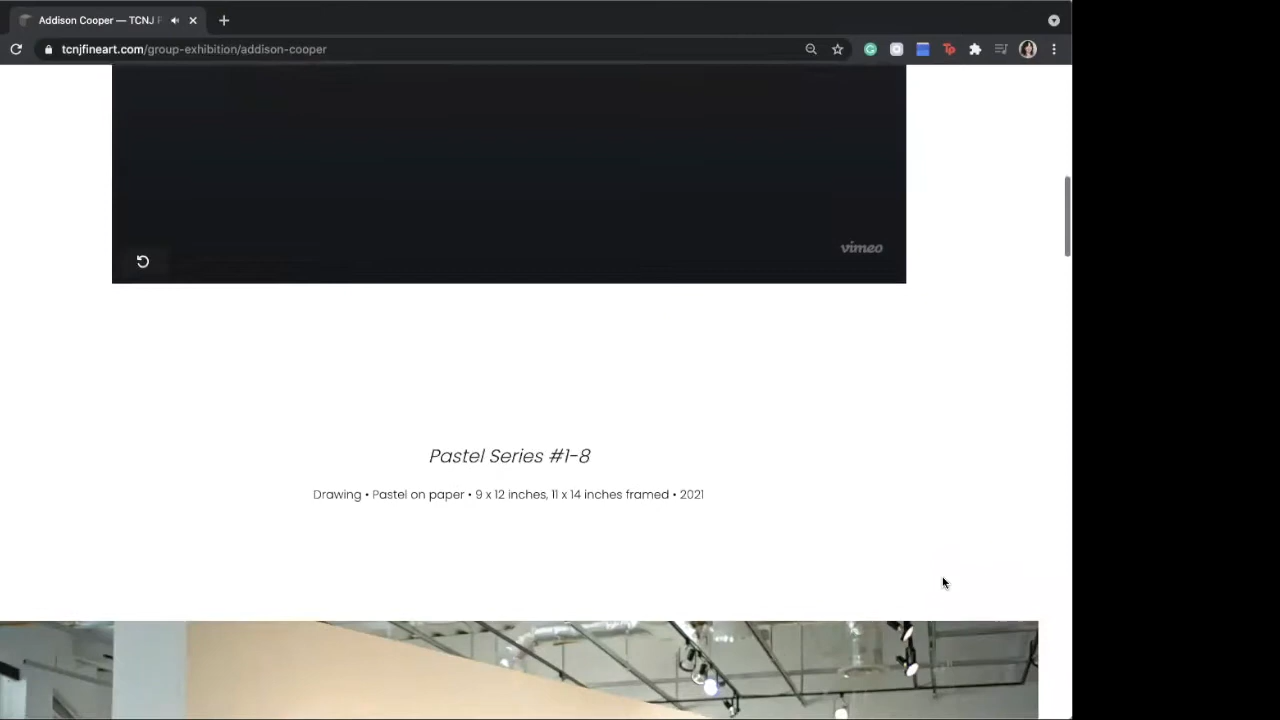 Addison Cooper — TCNJ F
tcnjfineart.com/group-exhibition/addison-cooper
vimeo
Pastel Series #1-8
Drawing • Pastel on paper • 9 x 12 inches, 11 x 14 inches framed • 2021